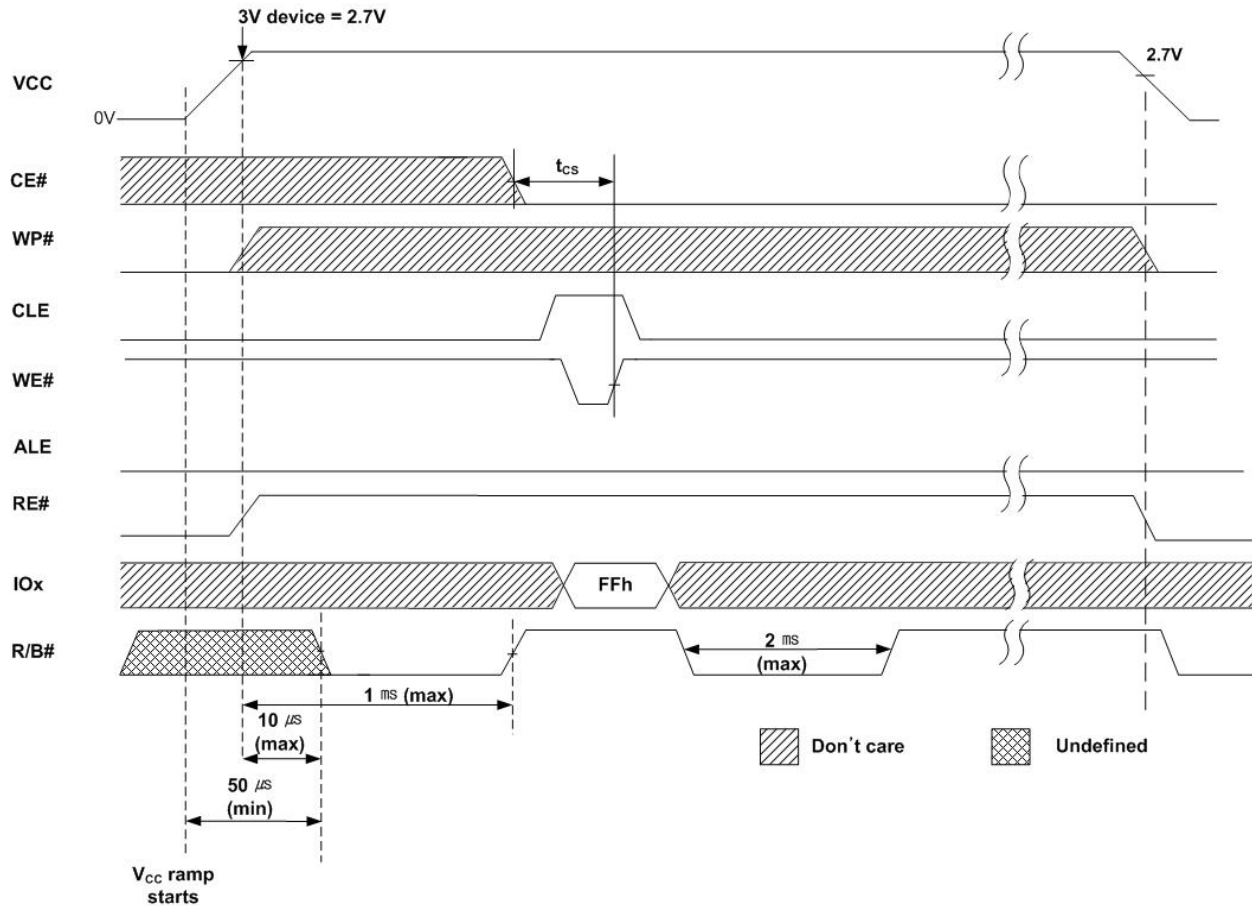 3V device = 2.7V
VCC
2.7V
0V
CE#
tCS
WP#
CLE
WE#
ALE
RE#
IOx
FFh
R/B#
2 ms
(max)
1 ms (max)
10 μs
(max)
Don't care
Undefined
50 μs
(min)
VCC ramp
starts